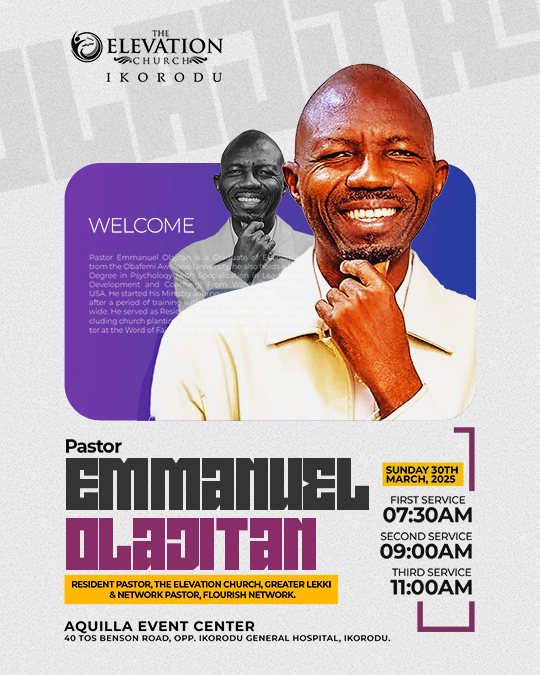 THE
ELEVATION
CHURCH
IKORODU
WELCOME
Pastor Emmanuel Olajitan is a Graduate of
from the Obafemi Awolowo University, he also holds a
Degree in Psychology with Specialization in
Development and From
USA. He started his Ministry
after a period of training
wide. He served as
cluding church
tor at the Word of
Pastor
EMMANUEL
OLAJITAN
RESIDENT PASTOR, THE ELEVATION CHURCH, GREATER LEKKI
& NETWORK PASTOR, FLOURISH NETWORK.
SUNDAY 30TH
MARCH, 2025
FIRST SERVICE
07:30AM
SECOND SERVICE
09:00AM
THIRD SERVICE
11:00AM
AQUILLA EVENT CENTER
40 TOS BENSON ROAD, OPP. IKORODU GENERAL HOSPITAL, IKORODU.